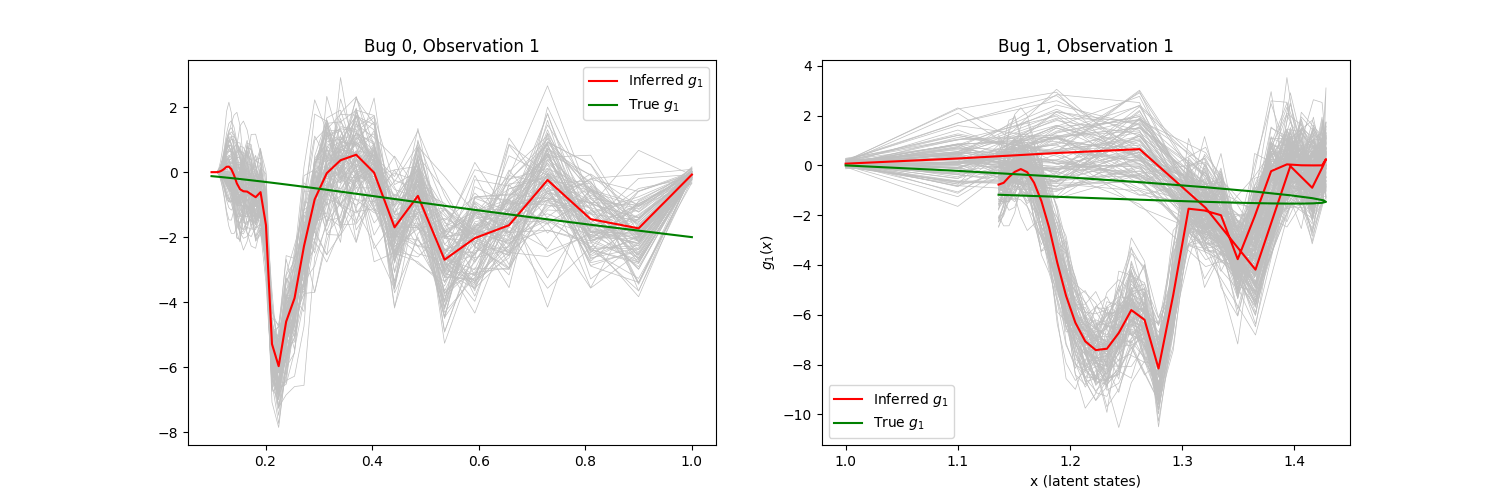 Bug 0, Observation 1
Inferred g₁
True g₁
2
0
−2
−4
−6
−8
0.2 0.4 0.6 0.8 1.0
Bug 1, Observation 1
g₁(x)
4
2
0
−2
−4
−6
−8
−10
Inferred g₁
True g₁
1.0 1.1 1.2 1.3 1.4
x (latent states)